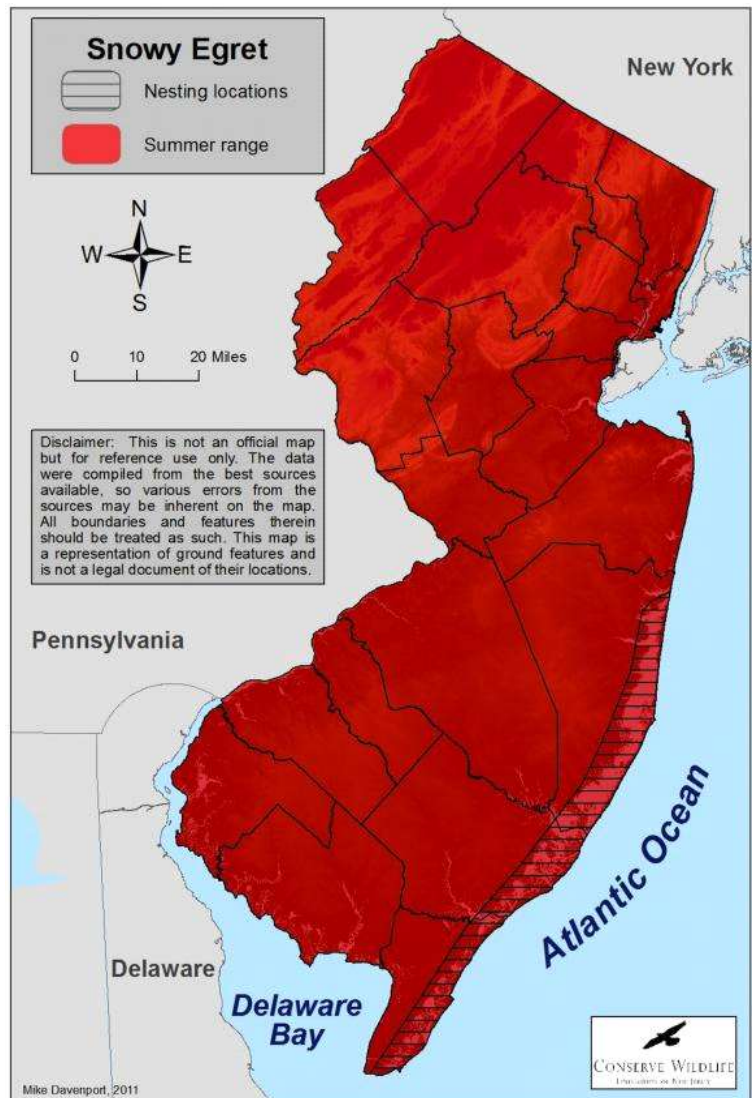 Snowy Egret
Nesting locations
Summer range
New York
N
W E
S
0 10 20 Miles
Disclaimer: This is not an official map
but for reference use only. The data
were compiled from the best sources
available, so various errors from the
sources may be inherent on the map.
All boundaries and features therein
should be treated as such. This map is
a representation of ground features and
is not a legal document of their locations.
Pennsylvania
Atlantic Ocean
Delaware
Delaware
Bay
CONSERVE WILDLIFE
FOUNDATION OF NEW JERSEY
Mike Davenport, 2011